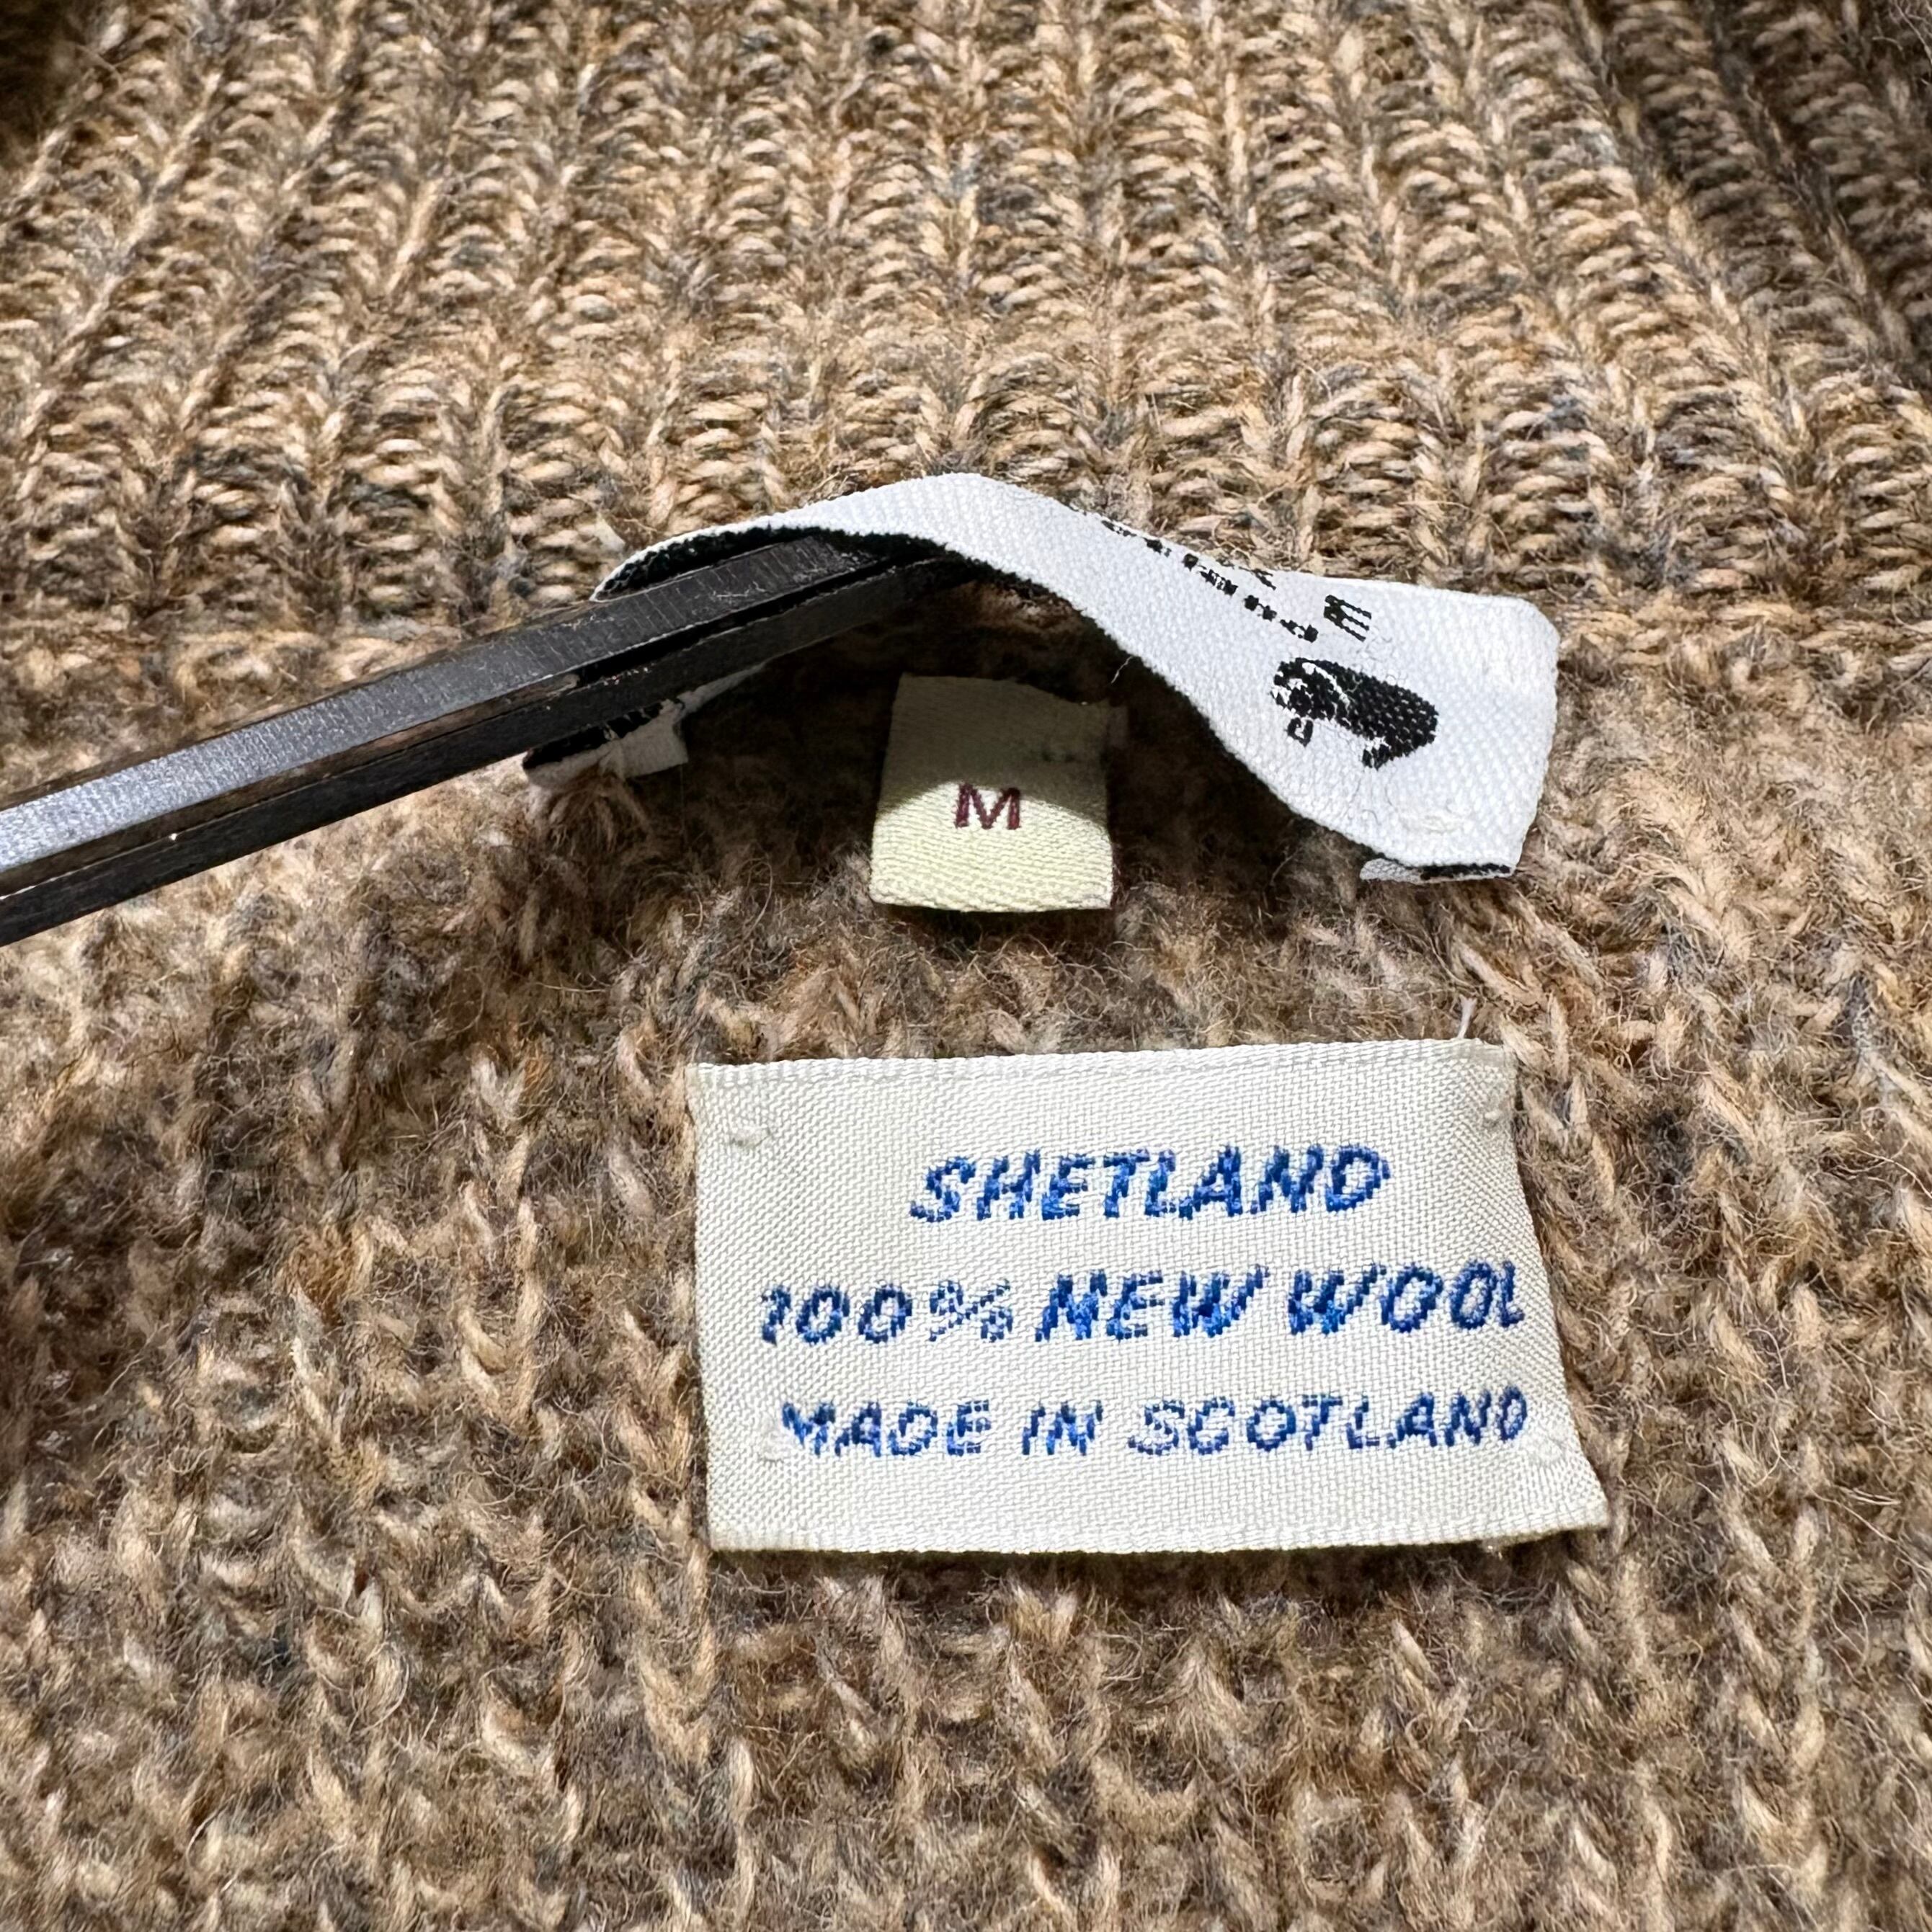 M
SHETLAND
100% NEW WOOL
MADE IN SCOTLAND